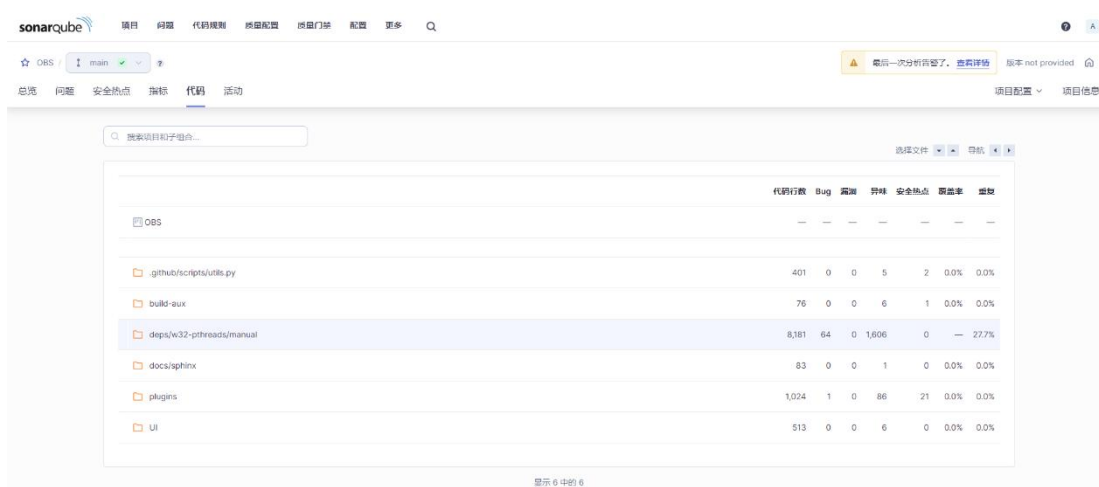 sonarqube 项目 问题 代码规则 质量配置 质量门禁 配置 更多 A
OBS / main 最后一次分析告警了。查看详情 版本 not provided
总览 问题 安全热点 指标 代码 活动 项目配置 项目信息
搜索项目和子组合...
选择文件 导航
代码行数 Bug 漏洞 异味 安全热点 覆盖率 重复
OBS — — — — — — —
.github/scripts/utils.py 401 0 0 5 2 0.0% 0.0%
build-aux 76 0 0 6 1 0.0% 0.0%
deps/w32-pthreads/manual 8,181 64 0 1,606 0 — 27.7%
docs/sphinx 83 0 0 1 0 0.0% 0.0%
plugins 1,024 1 0 86 21 0.0% 0.0%
UI 513 0 0 6 0 0.0% 0.0%
显示 6 中的 6